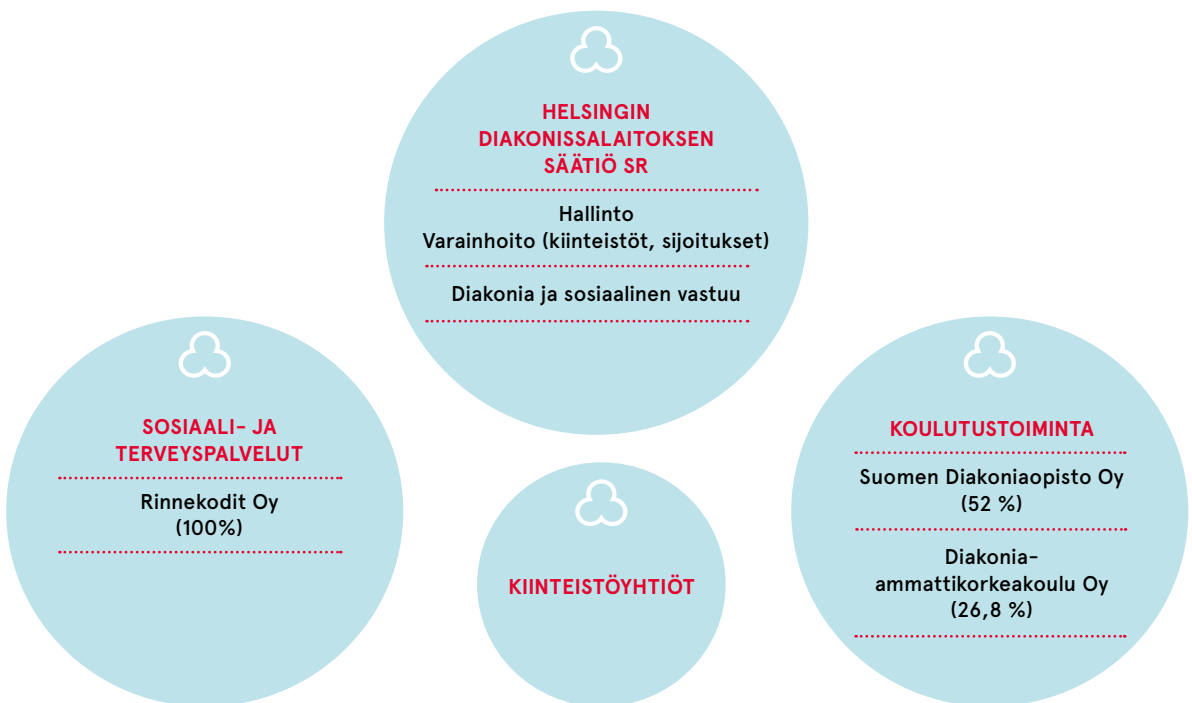 HELSINGIN
DIAKONISSALAITOKSEN
SÄÄTIÖ SR
Hallinto
Varainhoito (kiinteistöt, sijoitukset)
Diakonia ja sosiaalinen vastuu
SOSIAALI- JA
TERVEYSPALVELUT
Rinnekodit Oy
(100%)
KIINTEISTÖYHTIÖT
KOULUTUSTOIMINTA
Suomen Diakoniaopisto Oy
(52 %)
Diakonia-
ammattikorkeakoulu Oy
(26,8 %)